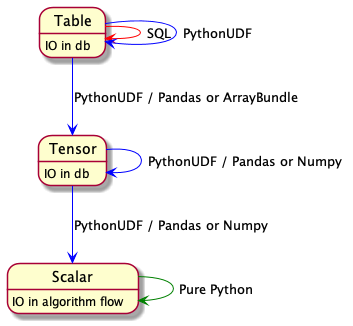 Table
IO in db
SQL
PythonUDF
PythonUDF / Pandas or ArrayBundle
Tensor
IO in db
PythonUDF / Pandas or Numpy
PythonUDF / Pandas or Numpy
Scalar
IO in algorithm flow
Pure Python